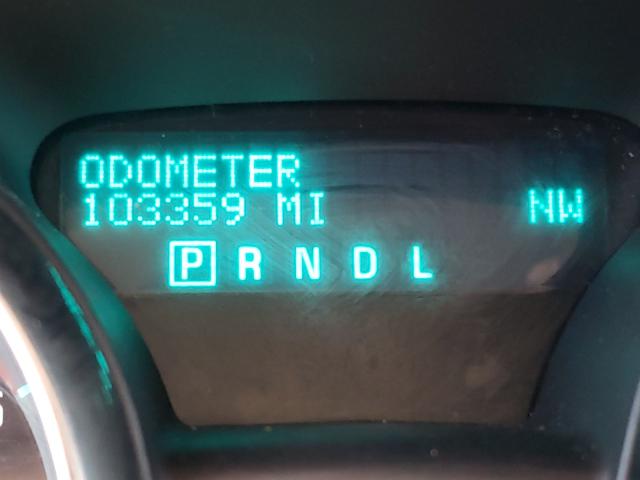 ODOMETER
103359 MI NW
P R N D L